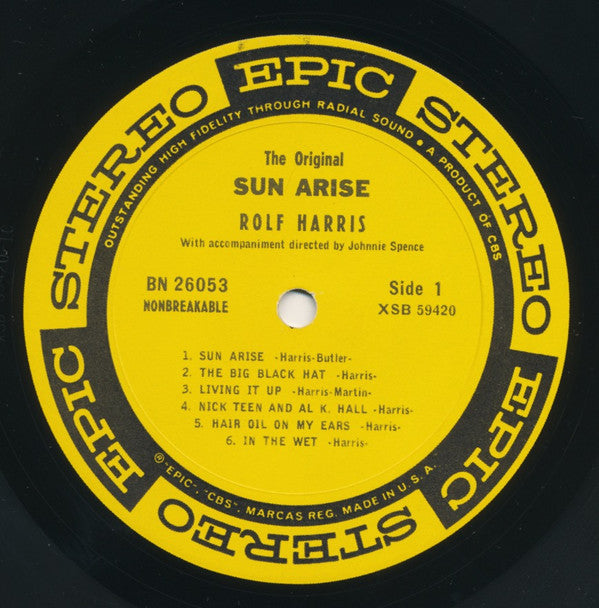 EPIC
STEREO
EPIC
STEREO
EPIC
STEREO
OUTSTANDING HIGH FIDELITY THROUGH RADIAL SOUND • A PRODUCT OF CBS
The Original
SUN ARISE
ROLF HARRIS
With accompaniment directed by Johnnie Spence
BN 26053
NONBREAKABLE
Side 1
XSB 59420
1. SUN ARISE -Harris-Butler-
2. THE BIG BLACK HAT -Harris-
3. LIVING IT UP -Harris-Martin-
4. NICK TEEN AND AL K. HALL -Harris-
5. HAIR OIL ON MY EARS -Harris-
6. IN THE WET -Harris-
® "EPIC", "CBS", MARCAS REG. MADE IN U.S.A.